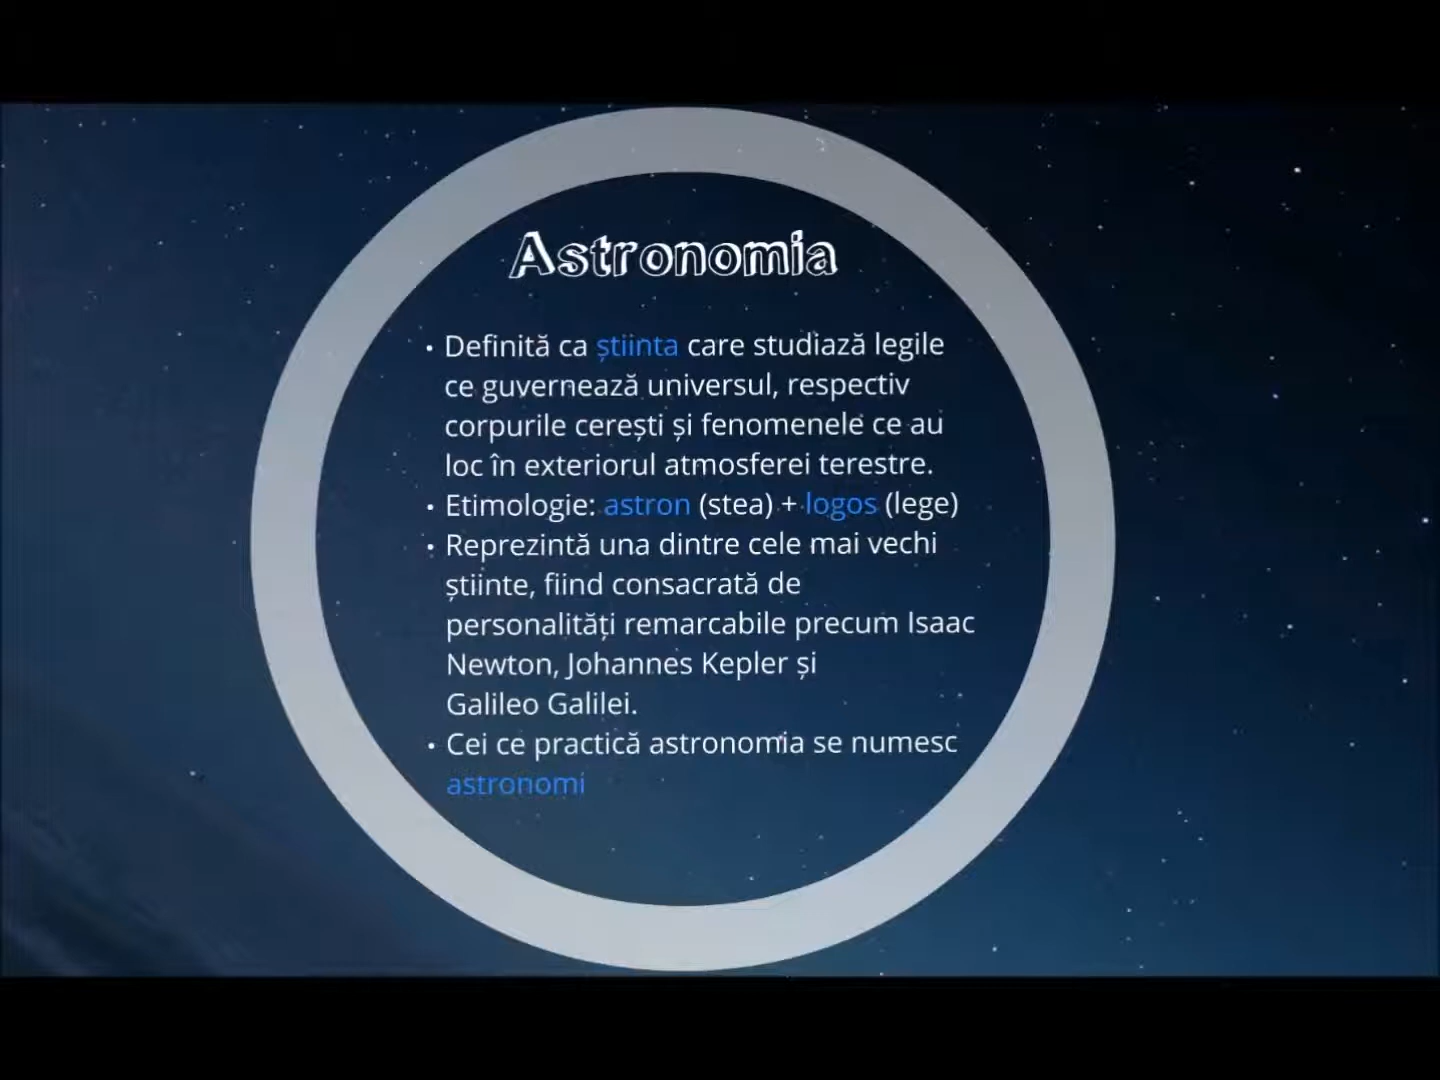 Astronomia
• Definită ca știinta care studiază legile
ce guvernează universul, respectiv
corpurile cerești și fenomenele ce au
loc în exteriorul atmosferei terestre.
• Etimologie: astron (stea) + logos (lege)
• Reprezintă una dintre cele mai vechi
știinte, fiind consacrată de
personalități remarcabile precum Isaac
Newton, Johannes Kepler și
Galileo Galilei.
• Cei ce practică astronomia se numesc
astronomi